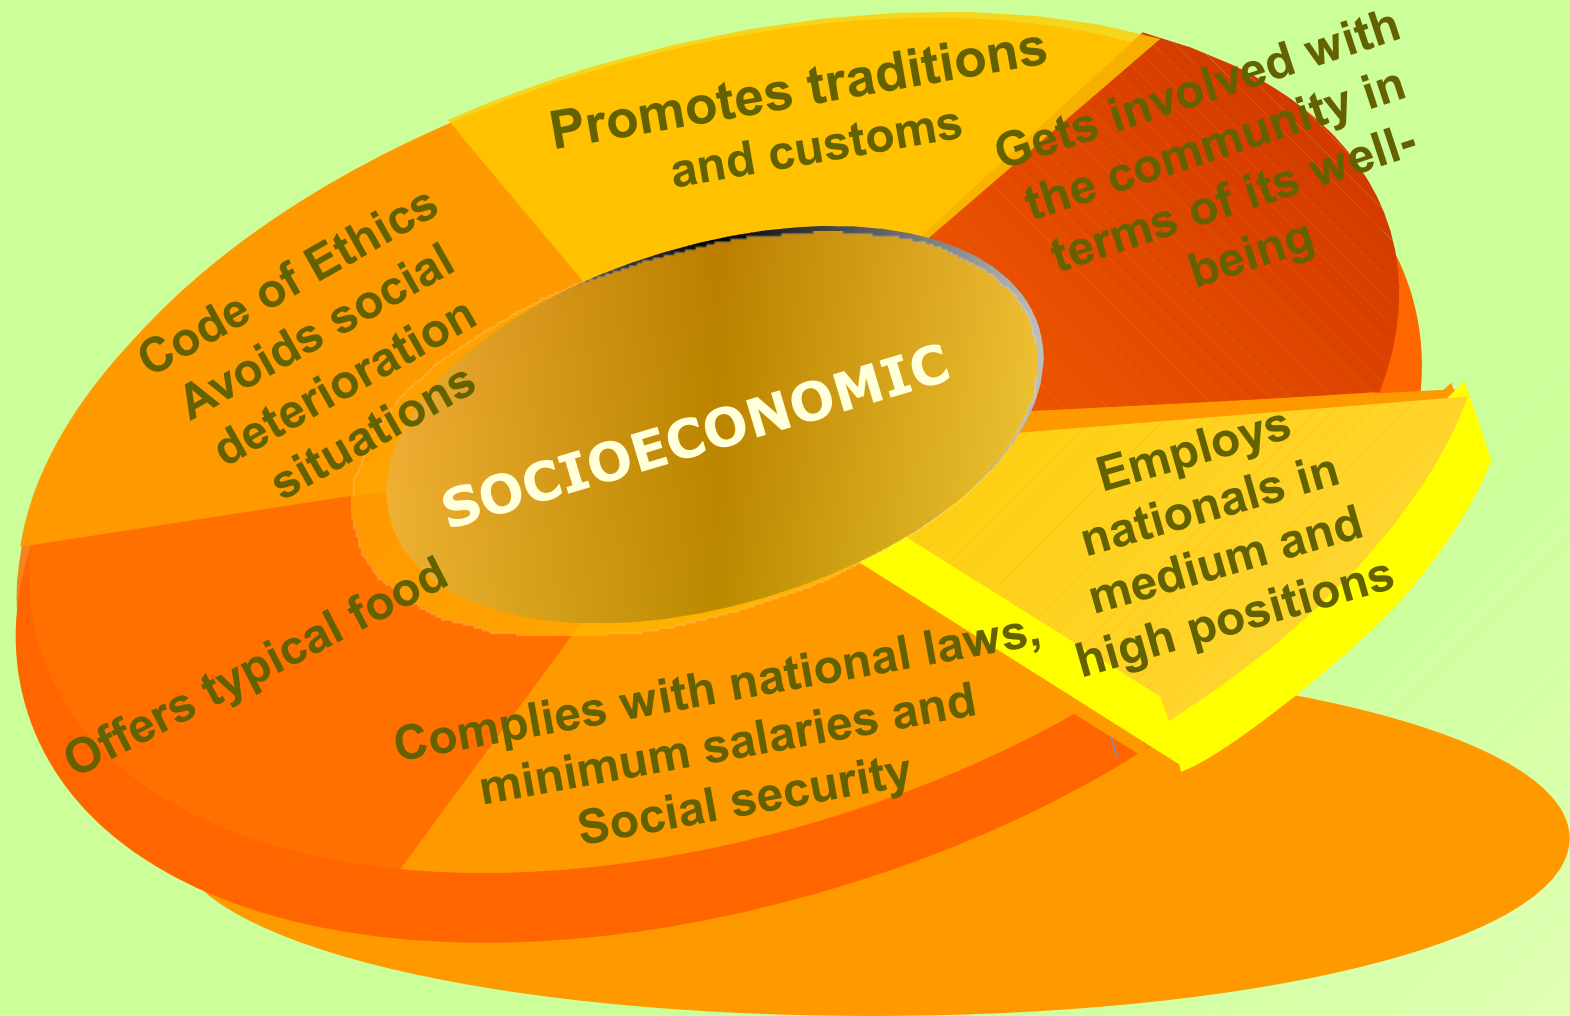 Promotes traditions
and customs
Gets involved with
the community in
terms of its well-
being
Code of Ethics
Avoids social
deterioration
situations
SOCIOECONOMIC
Employs
nationals in
medium and
high positions
Offers typical food
Complies with national laws,
minimum salaries and
Social security